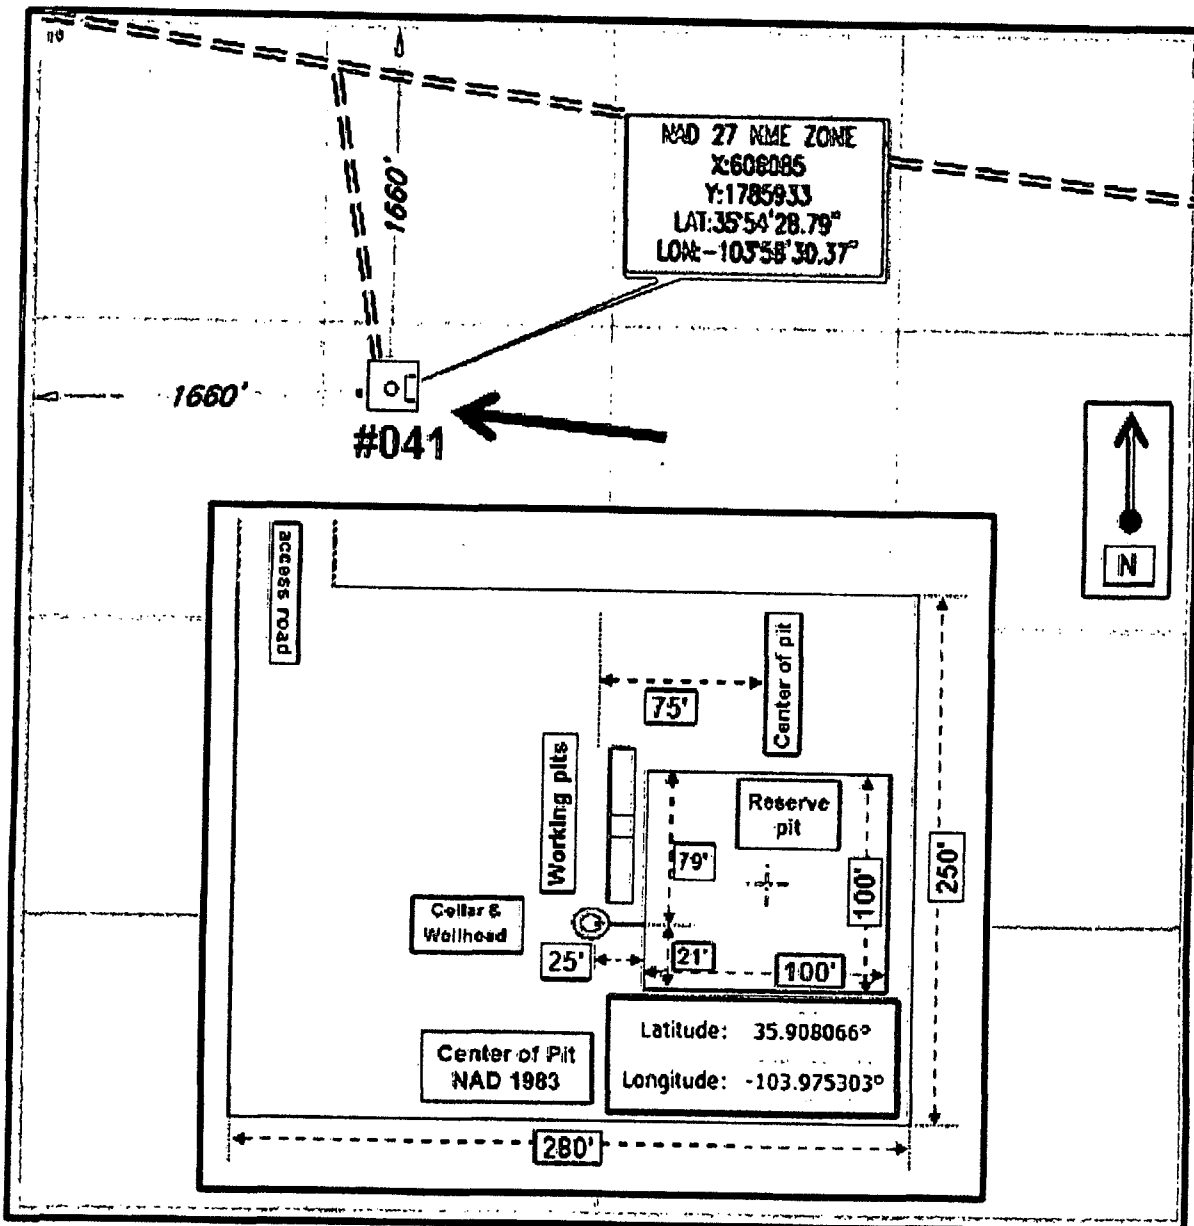 NAD 27 NME ZONE
X:608085
Y:1785933
LAT:35°54'28.79"
LON:-103°58'30.37"
1660'
1660'
#041
N
access road
Center of pit
75'
Working pits
Reserve
pit
79'
100'
250'
Cellar &
Wellhead
25'
21'
100'
Center of Pit
NAD 1983
Latitude: 35.908066°
Longitude: -103.975303°
280'